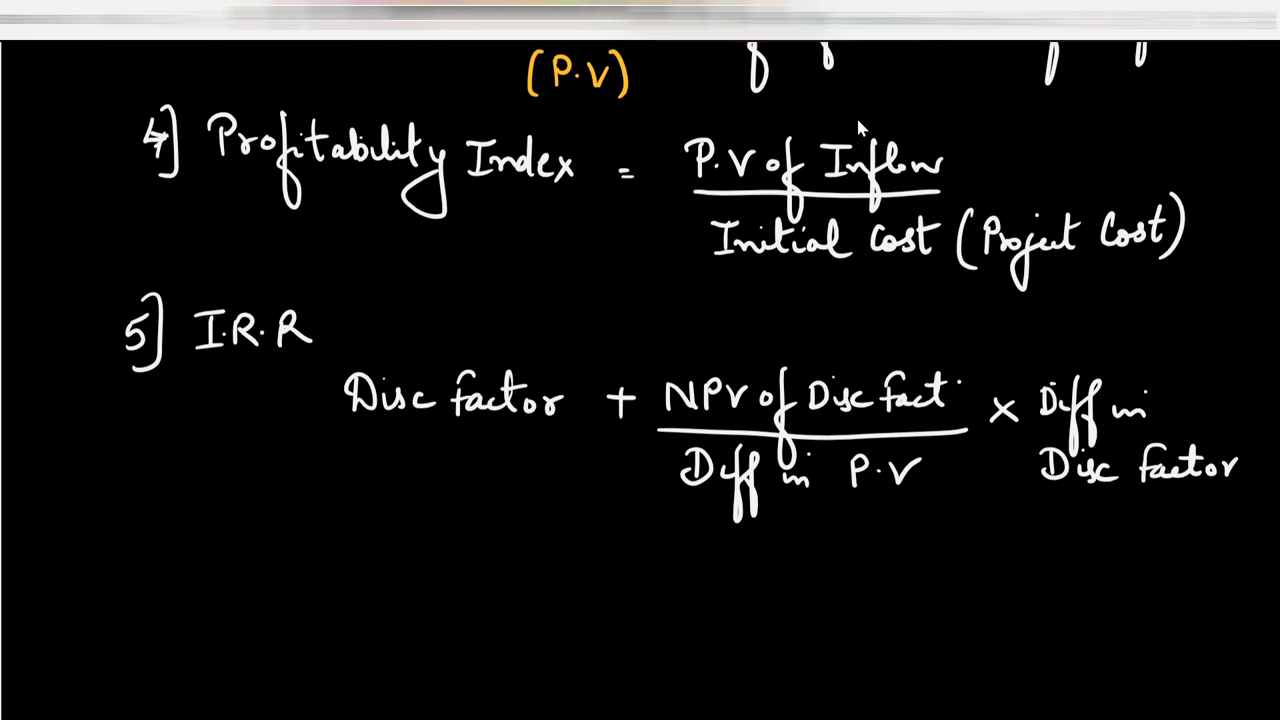 (P.V)
4] Profitability Index = P.V of Inflow
Initial Cost (Project Cost)
5] I.R.R
Disc factor + NPV of Disc fact. × Diff in
Diff in P.V Disc factor